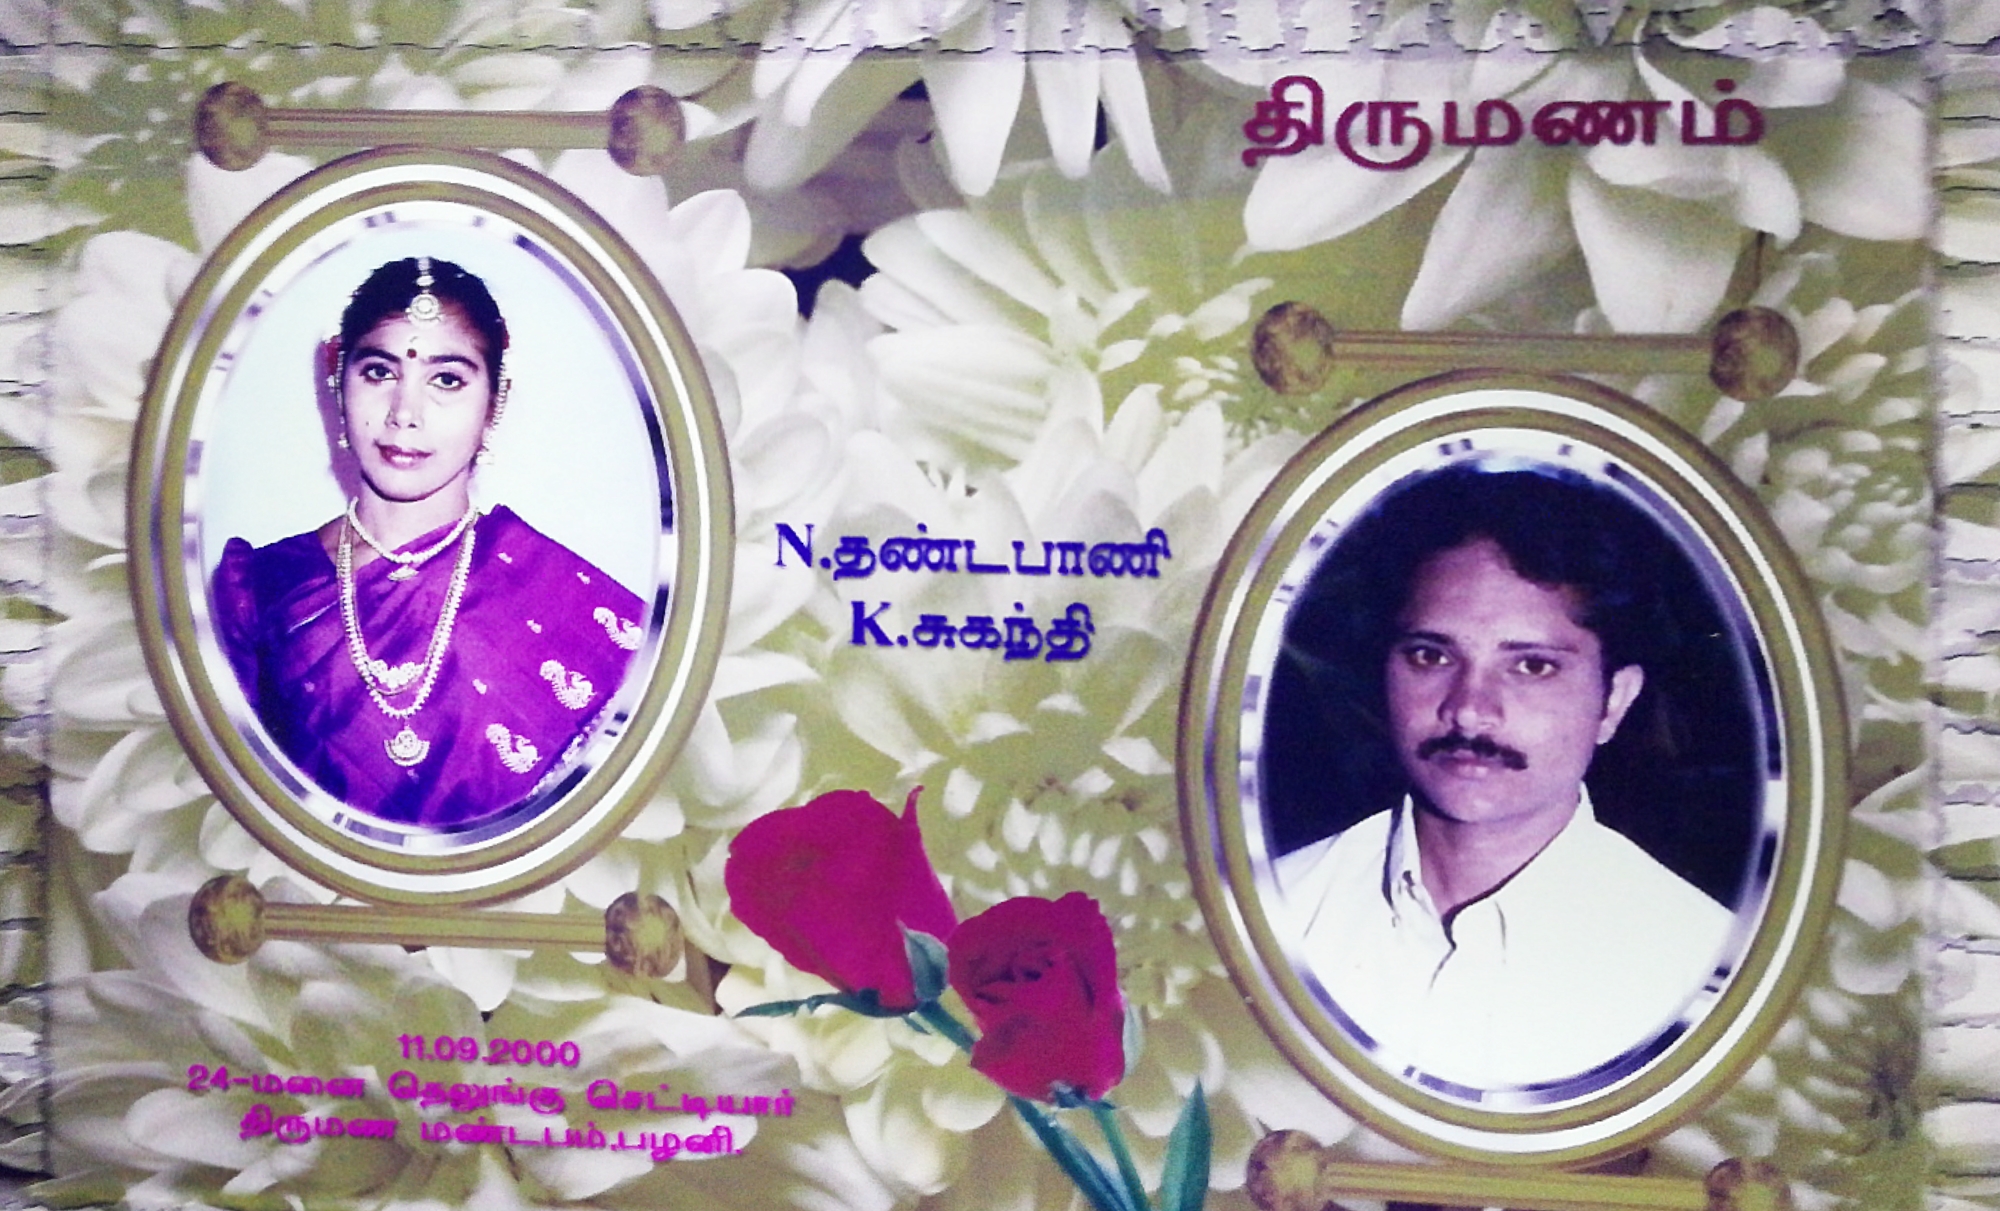 திருமணம்
N.தண்டபாணி
K.சுகந்தி
11.09.2000
24-மனை தெலுங்கு செட்டியார்
திருமண மண்டபம்.பழனி.